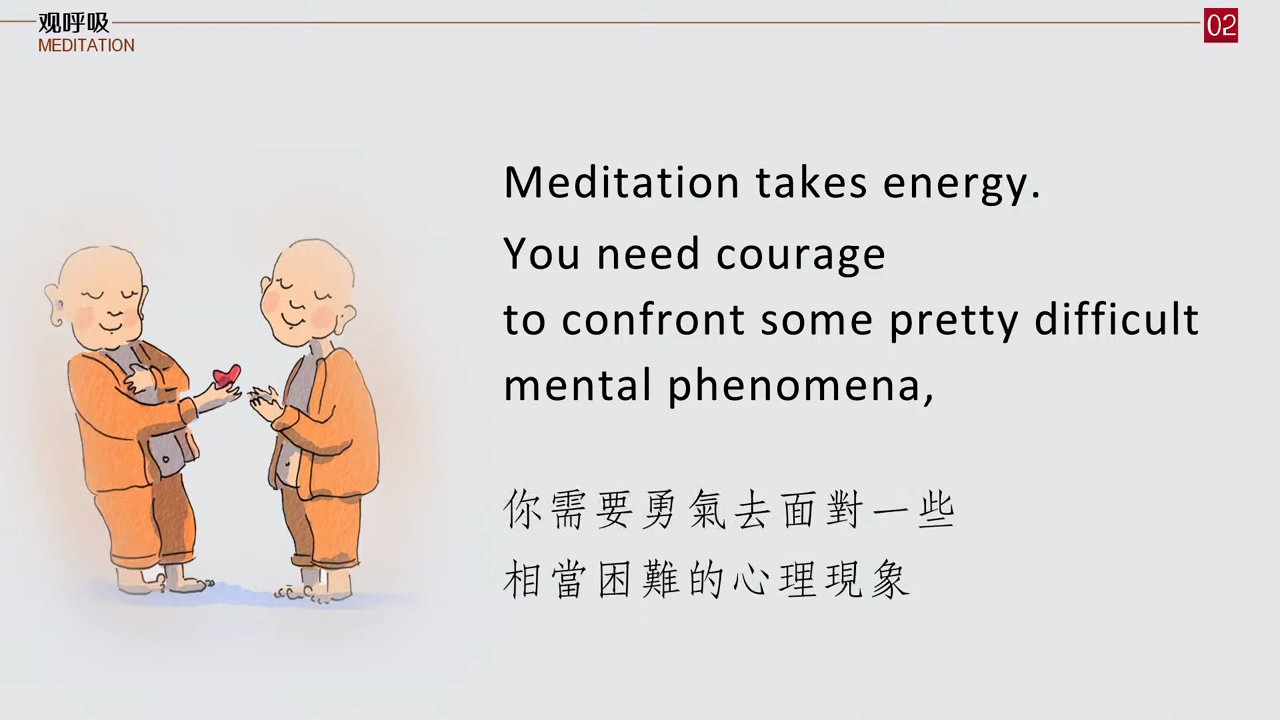 观呼吸
MEDITATION
02
Meditation takes energy.
You need courage
to confront some pretty difficult
mental phenomena,
你需要勇氣去面對一些
相當困難的心理現象